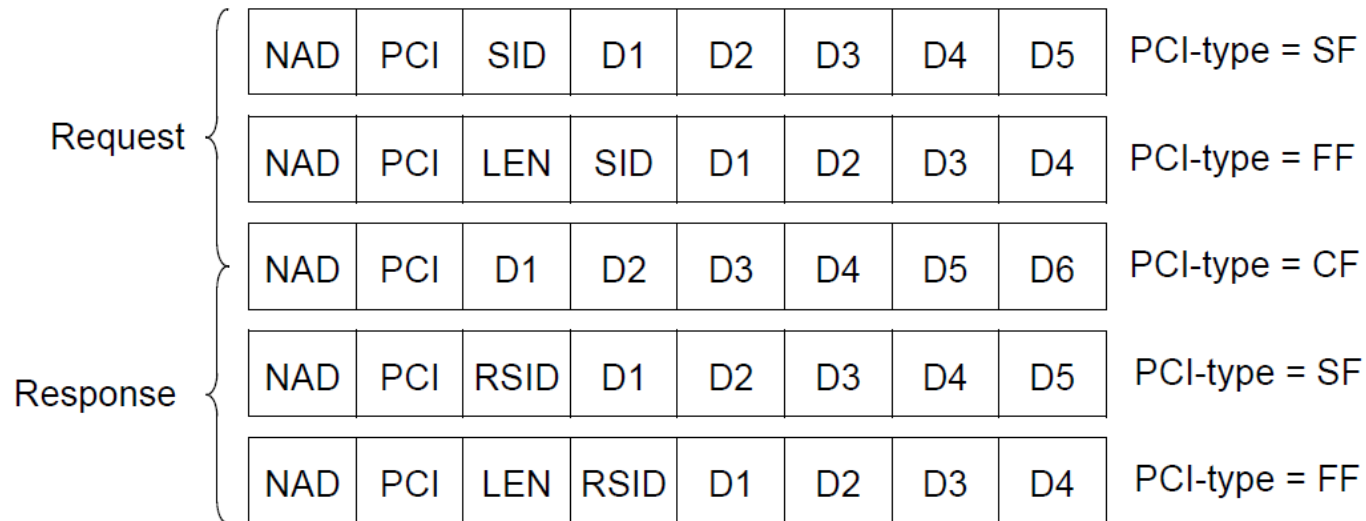 NAD PCI SID D1 D2 D3 D4 D5 PCI-type = SF
Request
NAD PCI LEN SID D1 D2 D3 D4 PCI-type = FF
NAD PCI D1 D2 D3 D4 D5 D6 PCI-type = CF
NAD PCI RSID D1 D2 D3 D4 D5 PCI-type = SF
Response
NAD PCI LEN RSID D1 D2 D3 D4 PCI-type = FF